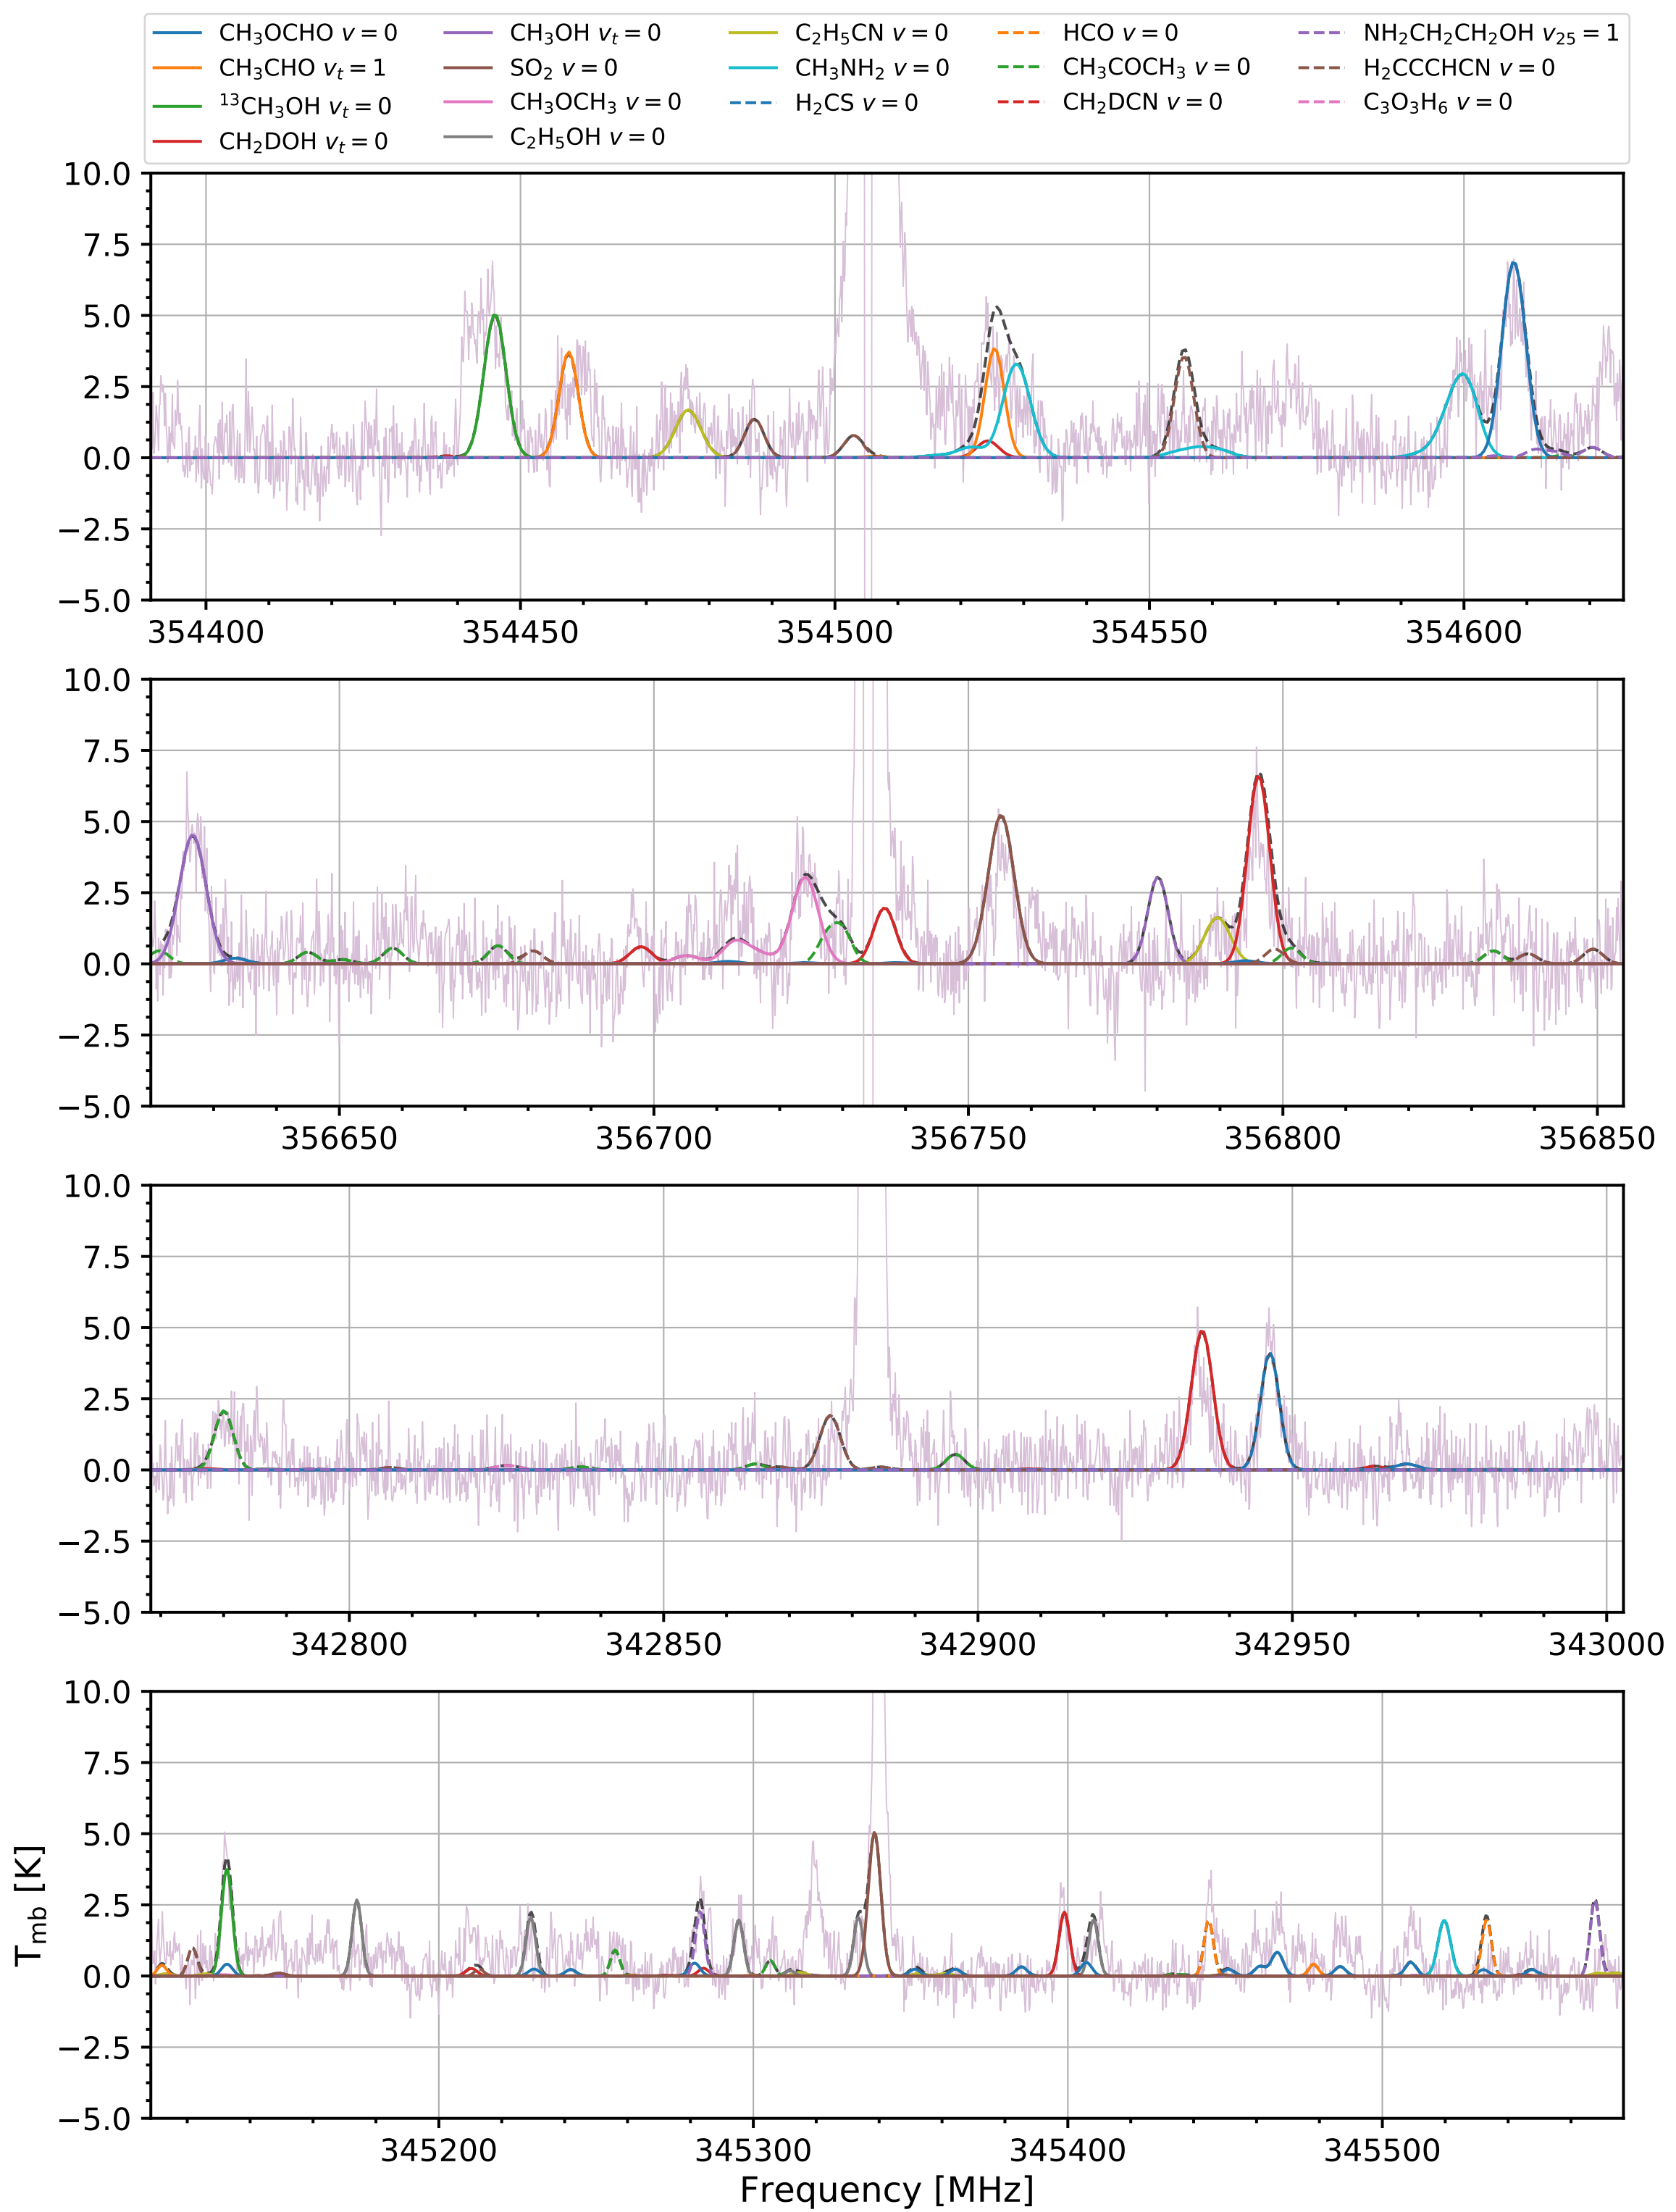 CH₃OCHO v = 0 CH₃OH vₜ = 0 C₂H₅CN v = 0 HCO v = 0 NH₂CH₂CH₂OH v₂₅ = 1
CH₃CHO vₜ = 1 SO₂ v = 0 CH₃NH₂ v = 0 CH₃COCH₃ v = 0 H₂CCCHCN v = 0
¹³CH₃OH vₜ = 0 CH₃OCH₃ v = 0 H₂CS v = 0 CH₂DCN v = 0 C₃O₃H₆ v = 0
CH₂DOH vₜ = 0 C₂H₅OH v = 0
10.0
7.5
5.0
2.5
0.0
−2.5
−5.0
354400 354450 354500 354550 354600
10.0
7.5
5.0
2.5
0.0
−2.5
−5.0
356650 356700 356750 356800 356850
10.0
7.5
5.0
2.5
0.0
−2.5
−5.0
342800 342850 342900 342950 343000
10.0
7.5
5.0
2.5
0.0
−2.5
−5.0
345200 345300 345400 345500
T_mb [K]
Frequency [MHz]